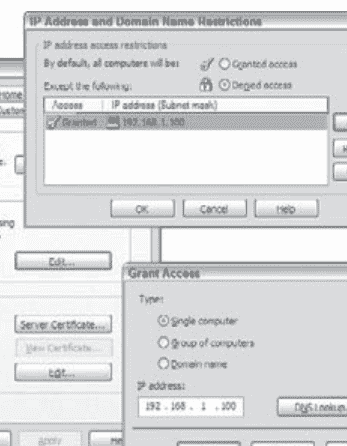 IP Address and Domain Name Restrictions
IP address access restrictions
By default, all computers will be:
Granted access
Denied access
Except the following:
Access
IP address (Subnet mask)
Granted
192.168.1.100
OK
Cancel
Help
Edit...
Server Certificate...
View Certificate...
Edit...
Apply
Grant Access
Type:
Single computer
Group of computers
Domain name
IP address:
192 . 168 . 1 . 100
DNS Lookup